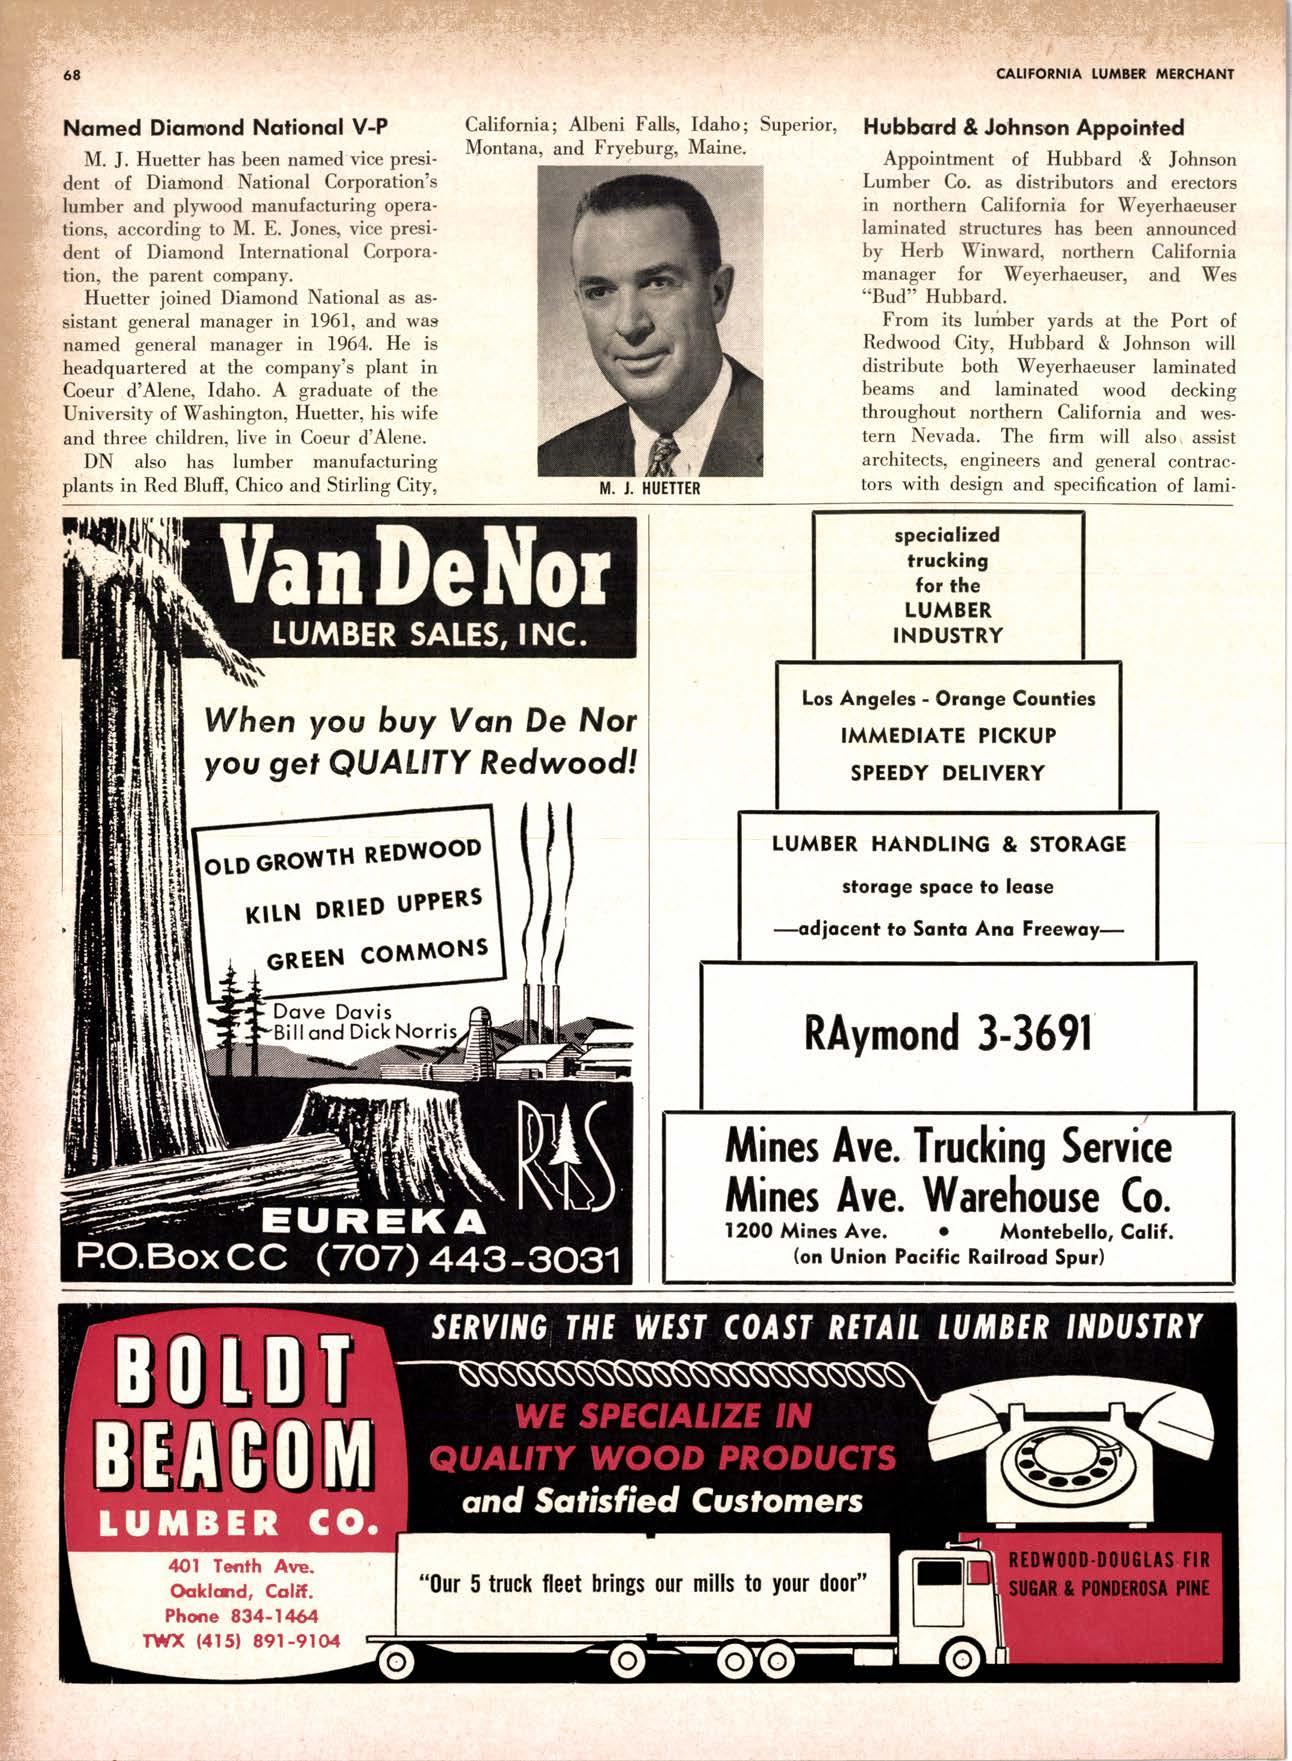 68
CALIFORNIA LUMBER MERCHANT
Named Diamond National V-P
M. J. Huetter has been named vice presi-
dent of Diamond National Corporation's
lumber and plywood manufacturing opera-
tions, according to M. E. Jones, vice presi-
dent of Diamond International Corpora-
tion, the parent company.
Huetter joined Diamond National as as-
sistant general manager in 1961, and was
named general manager in 1964. He is
headquartered at the company's plant in
Coeur d'Alene, Idaho. A graduate of the
University of Washington, Huetter, his wife
and three children, live in Coeur d'Alene.
DN also has lumber manufacturing
plants in Red Bluff, Chico and Stirling City,
California; Albeni Falls, Idaho; Superior,
Montana, and Fryeburg, Maine.
M. J. HUETTER
Hubbard & Johnson Appointed
Appointment of Hubbard & Johnson
Lumber Co. as distributors and erectors
in northern California for Weyerhaeuser
laminated structures has been announced
by Herb Winward, northern California
manager for Weyerhaeuser, and Wes
"Bud" Hubbard.
From its lumber yards at the Port of
Redwood City, Hubbard & Johnson will
distribute both Weyerhaeuser laminated
beams and laminated wood decking
throughout northern California and wes-
tern Nevada. The firm will also assist
architects, engineers and general contrac-
tors with design and specification of lami-
Van De Nor
LUMBER SALES, INC.
When you buy Van De Nor
you get QUALITY Redwood!
OLD GROWTH REDWOOD
KILN DRIED UPPERS
GREEN COMMONS
Dave Davis
Bill and Dick Norris
RIS
EUREKA
P.O.Box CC (707) 443-3031
specialized
trucking
for the
LUMBER
INDUSTRY
Los Angeles - Orange Counties
IMMEDIATE PICKUP
SPEEDY DELIVERY
LUMBER HANDLING & STORAGE
storage space to lease
—adjacent to Santa Ana Freeway—
RAymond 3-3691
Mines Ave. Trucking Service
Mines Ave. Warehouse Co.
1200 Mines Ave. • Montebello, Calif.
(on Union Pacific Railroad Spur)
BOLDT
BEACOM
LUMBER CO.
401 Tenth Ave.
Oakland, Calif.
Phone 834-1464
TWX (415) 891-9104
SERVING THE WEST COAST RETAIL LUMBER INDUSTRY
WE SPECIALIZE IN
QUALITY WOOD PRODUCTS
and Satisfied Customers
"Our 5 truck fleet brings our mills to your door"
REDWOOD-DOUGLAS FIR
SUGAR & PONDEROSA PINE